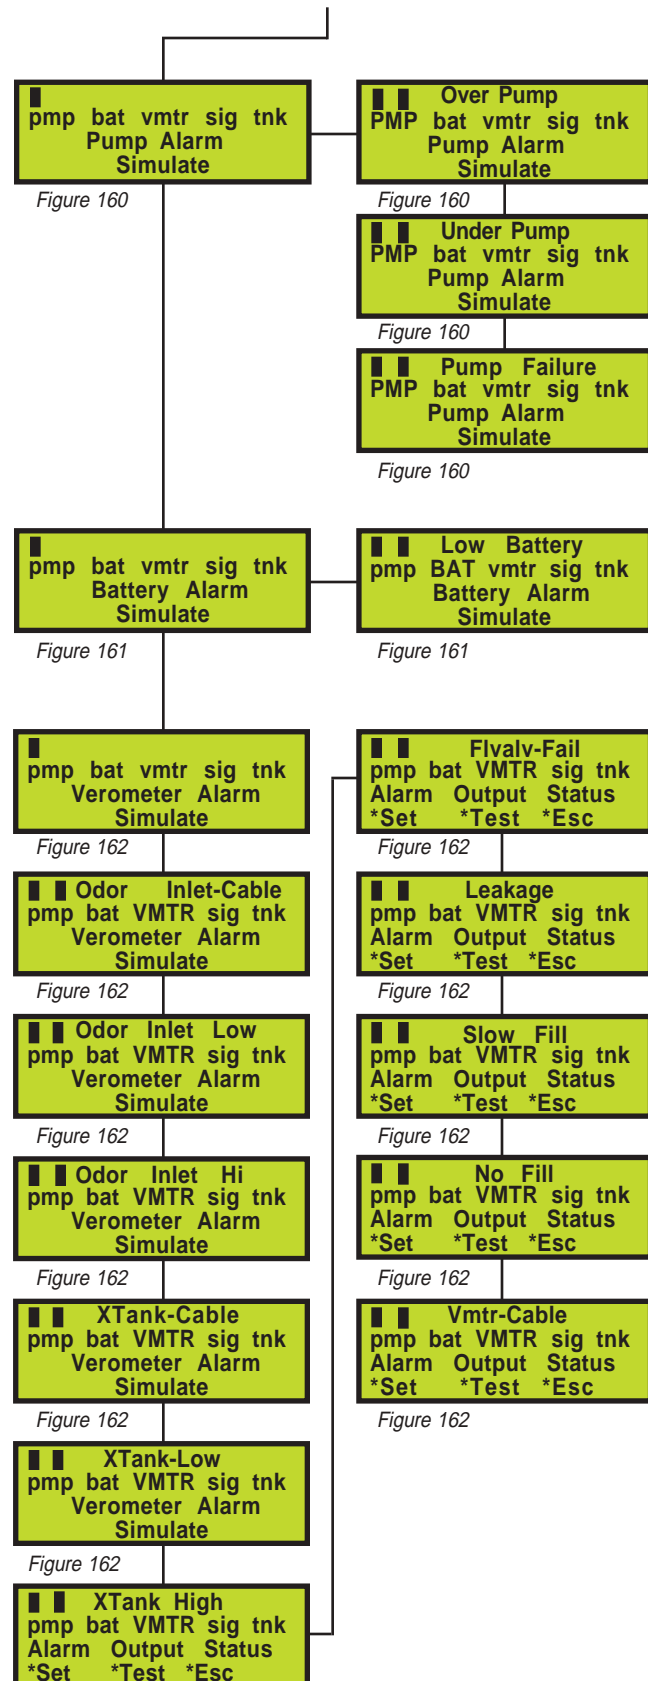 pmp bat vmtr sig tnk
Pump Alarm
Simulate
Figure 160
Over Pump
PMP bat vmtr sig tnk
Pump Alarm
Simulate
Figure 160
Under Pump
PMP bat vmtr sig tnk
Pump Alarm
Simulate
Figure 160
Pump Failure
PMP bat vmtr sig tnk
Pump Alarm
Simulate
Figure 160
pmp bat vmtr sig tnk
Battery Alarm
Simulate
Figure 161
Low Battery
pmp BAT vmtr sig tnk
Battery Alarm
Simulate
Figure 161
pmp bat vmtr sig tnk
Verometer Alarm
Simulate
Figure 162
Odor Inlet-Cable
pmp bat VMTR sig tnk
Verometer Alarm
Simulate
Figure 162
Odor Inlet Low
pmp bat VMTR sig tnk
Verometer Alarm
Simulate
Figure 162
Odor Inlet Hi
pmp bat VMTR sig tnk
Verometer Alarm
Simulate
Figure 162
XTank-Cable
pmp bat VMTR sig tnk
Verometer Alarm
Simulate
Figure 162
XTank-Low
pmp bat VMTR sig tnk
Verometer Alarm
Simulate
Figure 162
XTank High
pmp bat VMTR sig tnk
Alarm Output Status
*Set *Test *Esc
Flvalv-Fail
pmp bat VMTR sig tnk
Alarm Output Status
*Set *Test *Esc
Figure 162
Leakage
pmp bat VMTR sig tnk
Alarm Output Status
*Set *Test *Esc
Figure 162
Slow Fill
pmp bat VMTR sig tnk
Alarm Output Status
*Set *Test *Esc
Figure 162
No Fill
pmp bat VMTR sig tnk
Alarm Output Status
*Set *Test *Esc
Figure 162
Vmtr-Cable
pmp bat VMTR sig tnk
Alarm Output Status
*Set *Test *Esc
Figure 162